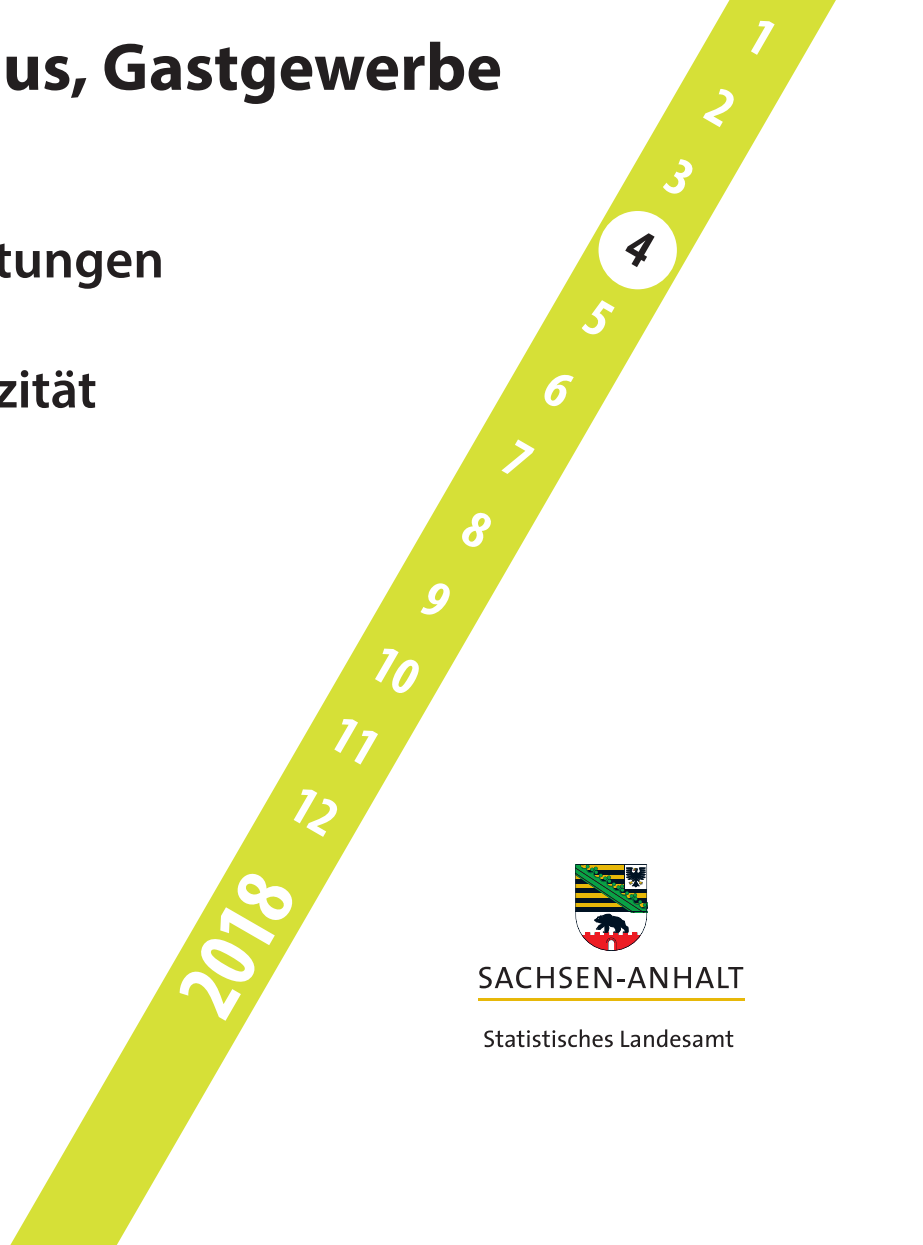 us, Gastgewerbe
tungen
zität
1
2
3
4
5
6
7
8
9
10
11
12
2018
SACHSEN-ANHALT
Statistisches Landesamt